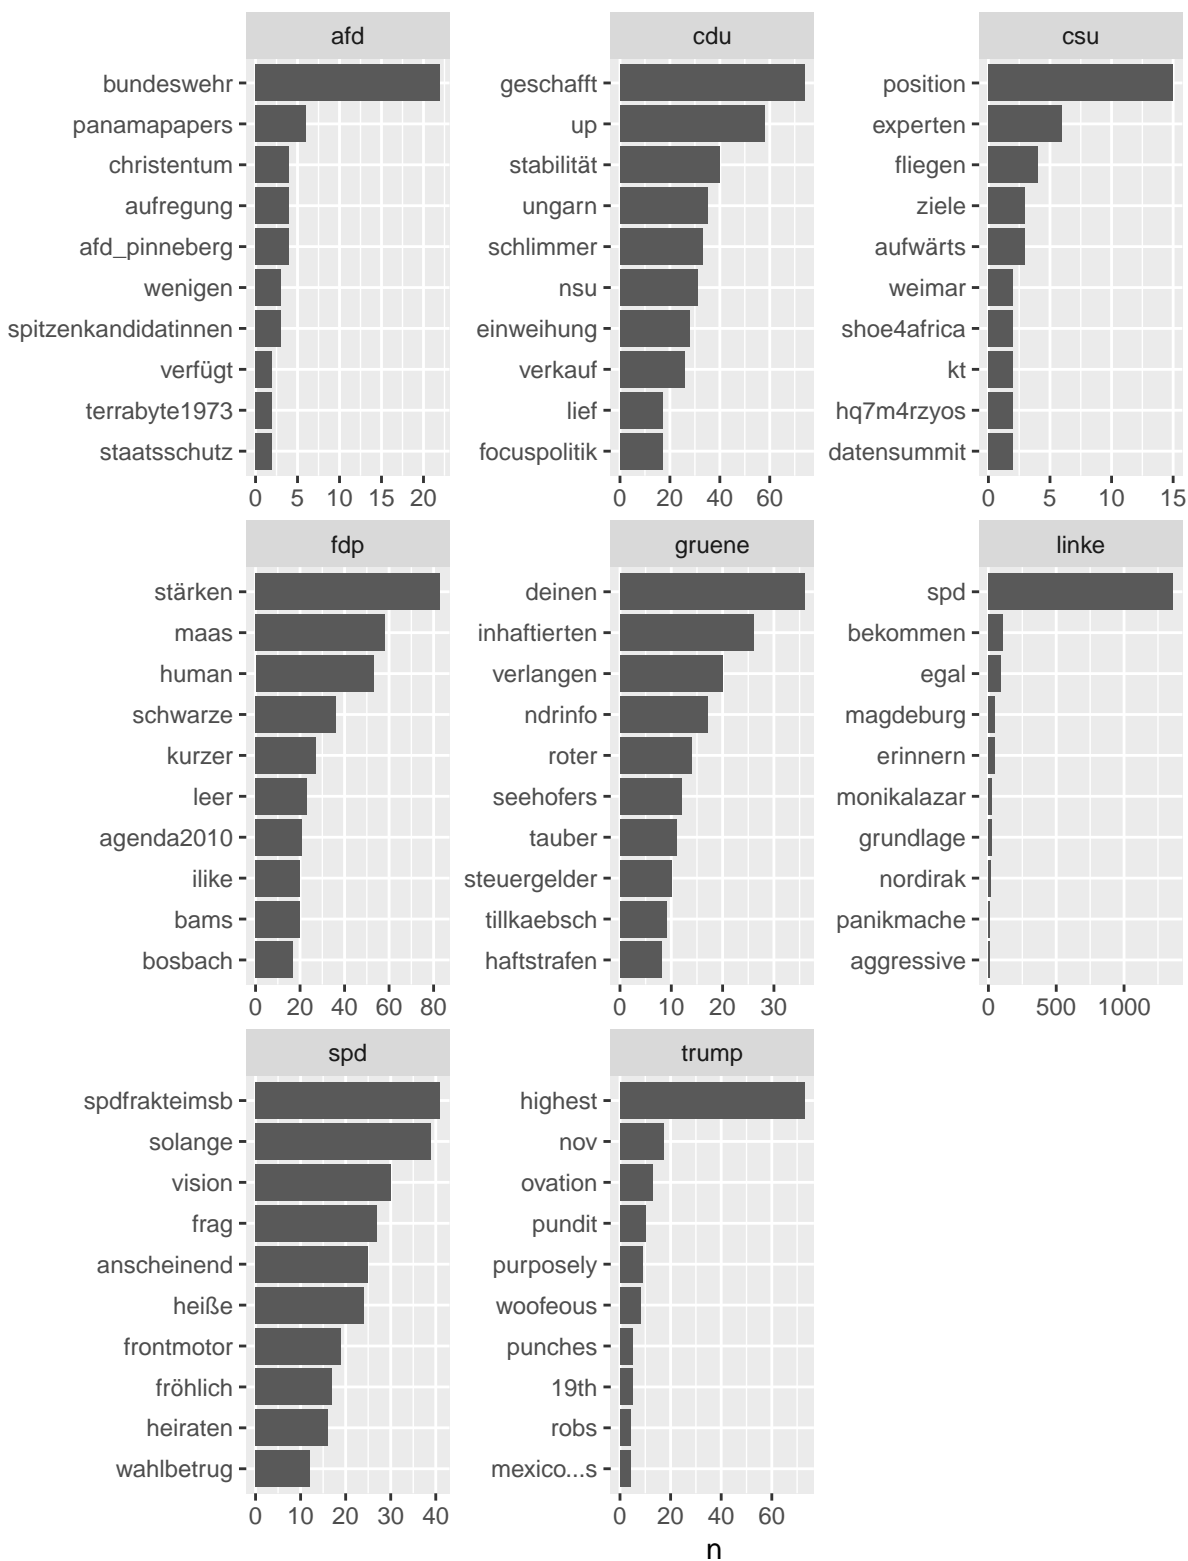 afd
bundeswehr
panamapapers
christentum
aufregung
afd_pinneberg
wenigen
spitzenkandidatinnen
verfügt
terrabyte1973
staatsschutz
0 5 10 15 20
cdu
geschafft
up
stabilität
ungarn
schlimmer
nsu
einweihung
verkauf
lief
focuspolitik
0 20 40 60
csu
position
experten
fliegen
ziele
aufwärts
weimar
shoe4africa
kt
hq7m4rzyos
datensummit
0 5 10 15
fdp
stärken
maas
human
schwarze
kurzer
leer
agenda2010
ilike
bams
bosbach
0 20 40 60 80
gruene
deinen
inhaftierten
verlangen
ndrinfo
roter
seehofers
tauber
steuergelder
tillkaebsch
haftstrafen
0 10 20 30
linke
spd
bekommen
egal
magdeburg
erinnern
monikalazar
grundlage
nordirak
panikmache
aggressive
0 500 1000
spd
spdfrakteimsb
solange
vision
frag
anscheinend
heiße
frontmotor
fröhlich
heiraten
wahlbetrug
0 10 20 30 40
trump
highest
nov
ovation
pundit
purposely
woofeous
punches
19th
robs
mexico...s
0 20 40 60
n